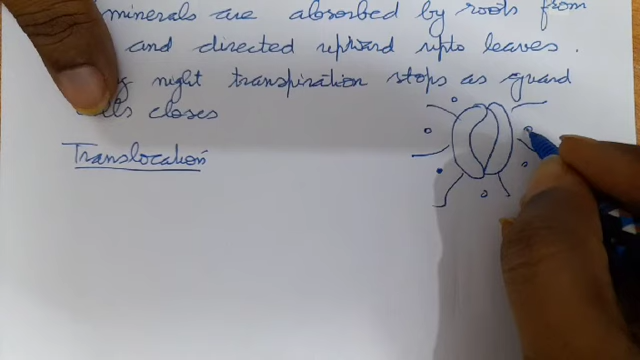 minerals are absorbed by roots from
and directed upward upto leaves.
night transpiration stops as guard
closes
Translocation